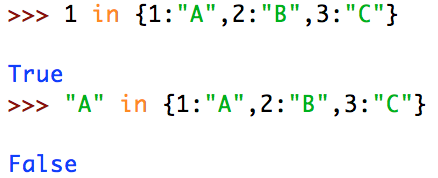 >>> 1 in {1:"A",2:"B",3:"C"}
True
>>> "A" in {1:"A",2:"B",3:"C"}
False